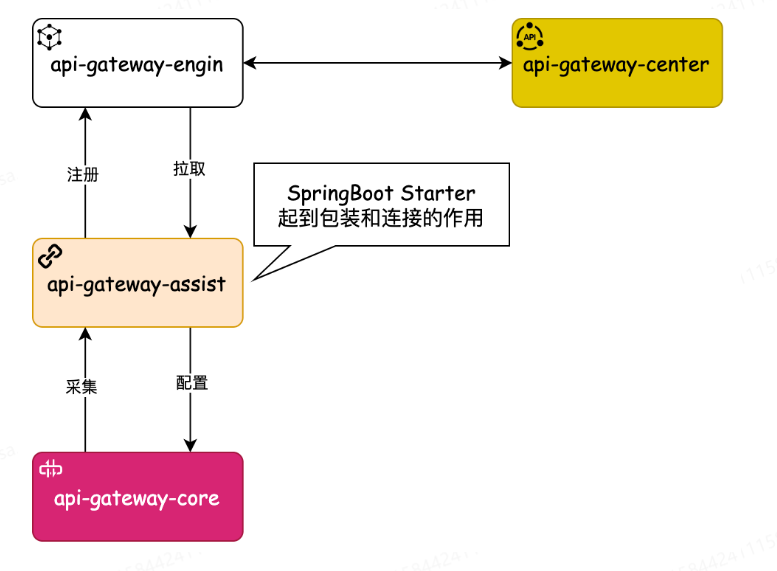 API
api-gateway-engin
api-gateway-center
注册
拉取
SpringBoot Starter
起到包装和连接的作用
api-gateway-assist
采集
配置
api-gateway-core